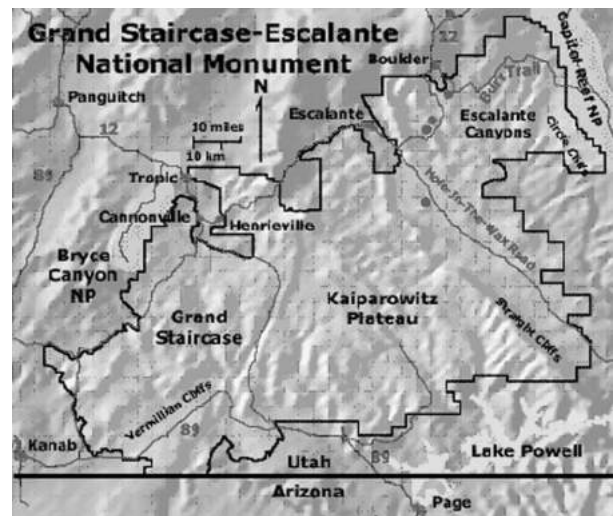 Grand Staircase-Escalante
National Monument
12
Boulder
Capitol Reef NP
Burr Trail
N
Panguitch
Escalante
Escalante
Canyons
Circle Cliffs
10 miles
10 km
12
89
Tropic
Hole-In-The-Wax Road
Cannonville
Henrieville
Bryce
Canyon
NP
Grand
Staircase
Kaiparowitz
Plateau
Straight Cliffs
Vermillian Cliffs
89
Kanab
89
Lake Powell
Utah
Arizona
Page